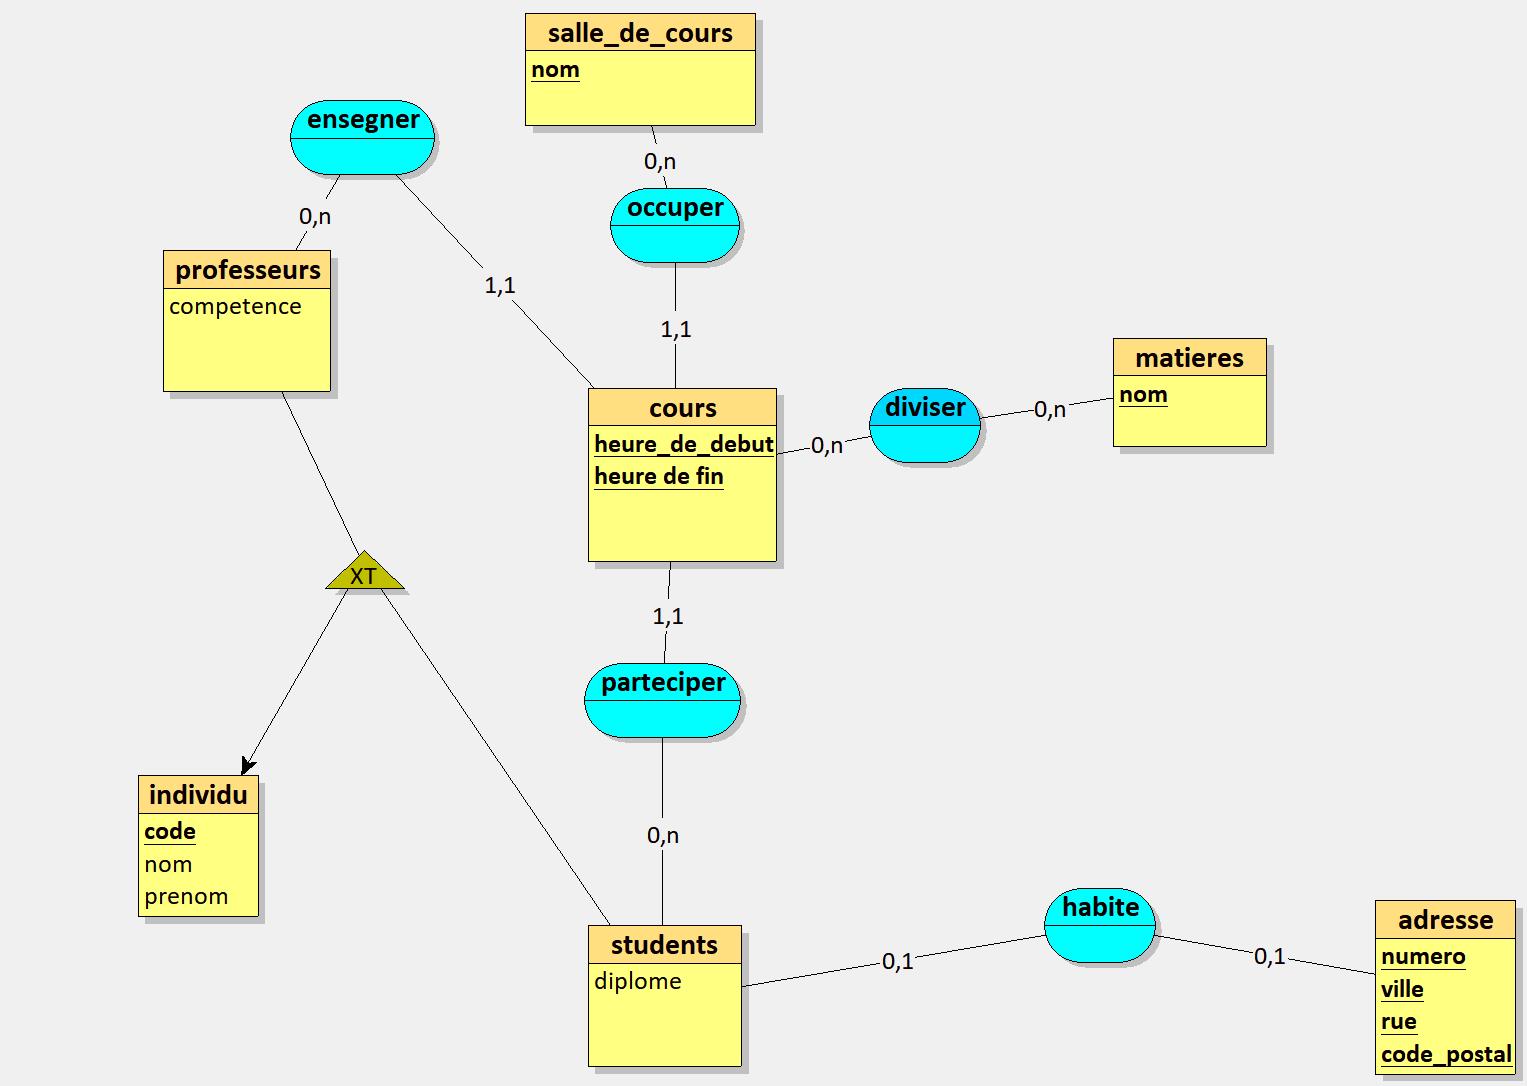 salle_de_cours
nom
ensegner
0,n
occuper
0,n
professeurs
competence
1,1
1,1
matieres
nom
cours
heure_de_debut
heure de fin
diviser
0,n
0,n
XT
1,1
parteciper
individu
code
nom
prenom
0,n
students
diplome
habite
0,1
0,1
adresse
numero
ville
rue
code_postal